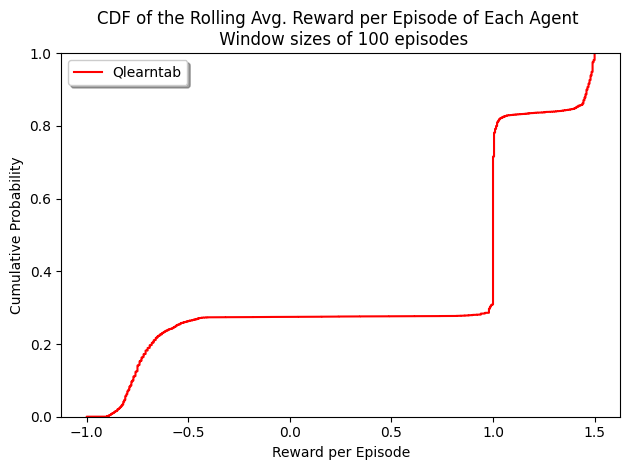 CDF of the Rolling Avg. Reward per Episode of Each Agent
Window sizes of 100 episodes
Qlearntab
1.0
0.8
0.6
0.4
0.2
0.0
Cumulative Probability
−1.0
−0.5
0.0
0.5
1.0
1.5
Reward per Episode